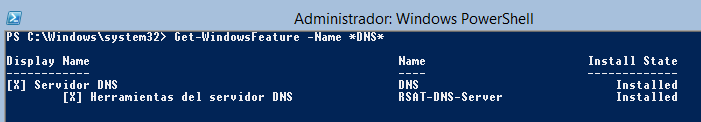 Administrador: Windows PowerShell
PS C:\Windows\system32> Get-WindowsFeature -Name *DNS*
Display Name Name Install State
------------ ---- -------------
[X] Servidor DNS DNS Installed
[X] Herramientas del servidor DNS RSAT-DNS-Server Installed